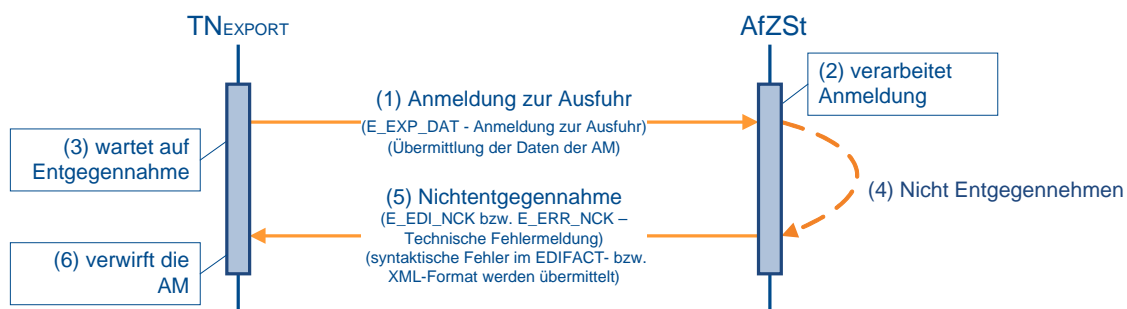 TNEXPORT
AfZSt
(2) verarbeitet
Anmeldung
(1) Anmeldung zur Ausfuhr
(E_EXP_DAT - Anmeldung zur Ausfuhr)
(Übermittlung der Daten der AM)
(3) wartet auf
Entgegennahme
(4) Nicht Entgegennehmen
(5) Nichtentgegennahme
(E_EDI_NCK bzw. E_ERR_NCK –
Technische Fehlermeldung)
(syntaktische Fehler im EDIFACT- bzw.
XML-Format werden übermittelt)
(6) verwirft die
AM